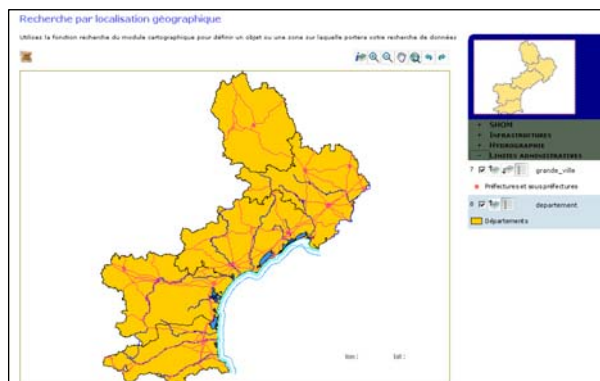 Recherche par localisation géographique
Utilisez la fonction recherche du module cartographique pour définir un objet ou une zone sur laquelle portera votre recherche de données
+ SHOM
+ INFRASTRUCTURES
+ HYDROGRAPHIE
− LIMITES ADMINISTRATIVES
7 grande_ville
Préfectures et sous préfectures
8 departement
Départements
lon : lat :